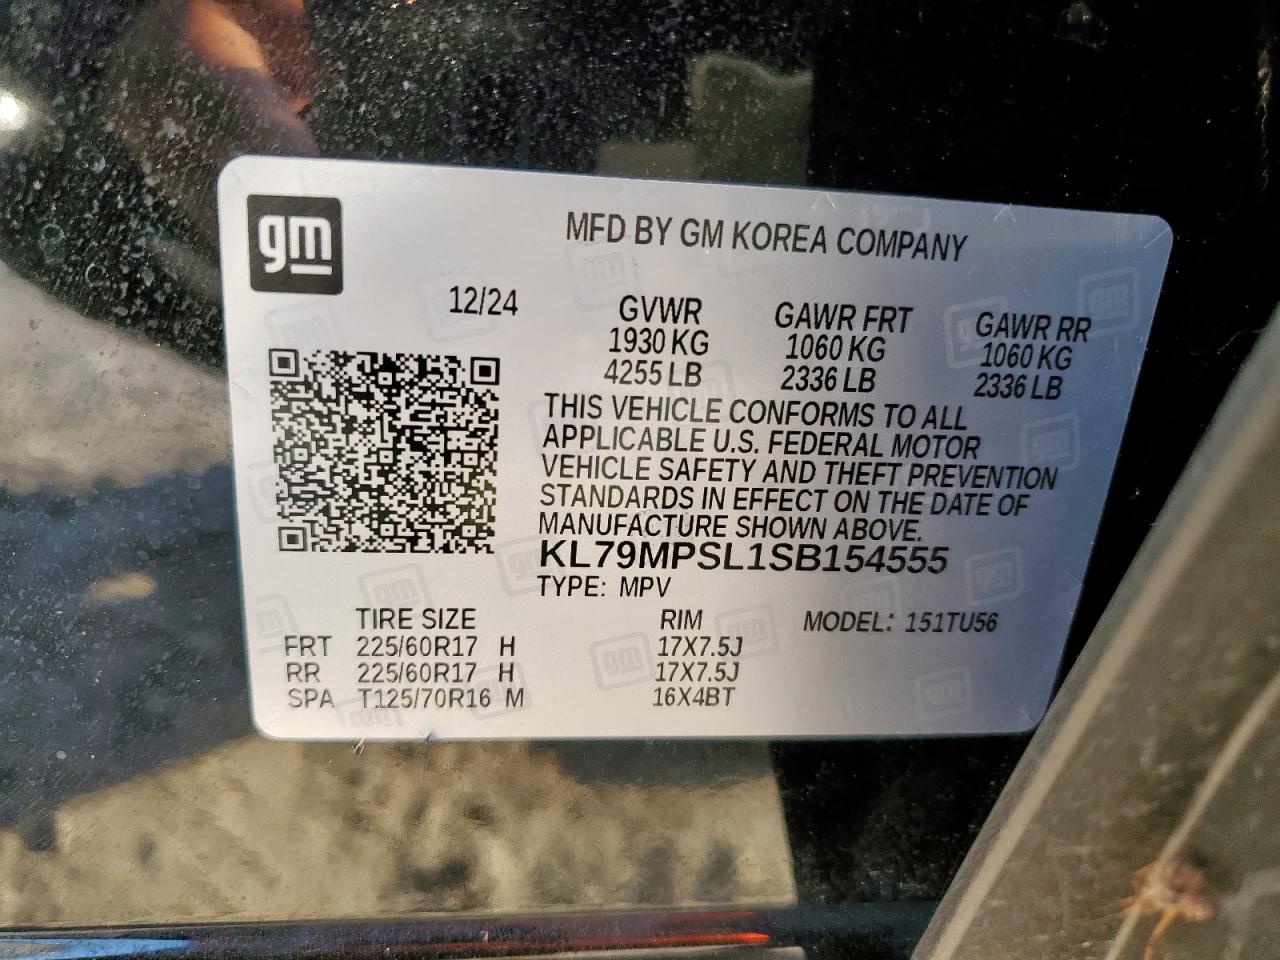 gm
MFD BY GM KOREA COMPANY
12/24
GVWR GAWR FRT GAWR RR
1930 KG 1060 KG 1060 KG
4255 LB 2336 LB 2336 LB
THIS VEHICLE CONFORMS TO ALL
APPLICABLE U.S. FEDERAL MOTOR
VEHICLE SAFETY AND THEFT PREVENTION
STANDARDS IN EFFECT ON THE DATE OF
MANUFACTURE SHOWN ABOVE.
KL79MPSL1SB154555
TYPE: MPV
TIRE SIZE RIM MODEL: 151TU56
FRT 225/60R17 H 17X7.5J
RR 225/60R17 H 17X7.5J
SPA T125/70R16 M 16X4BT